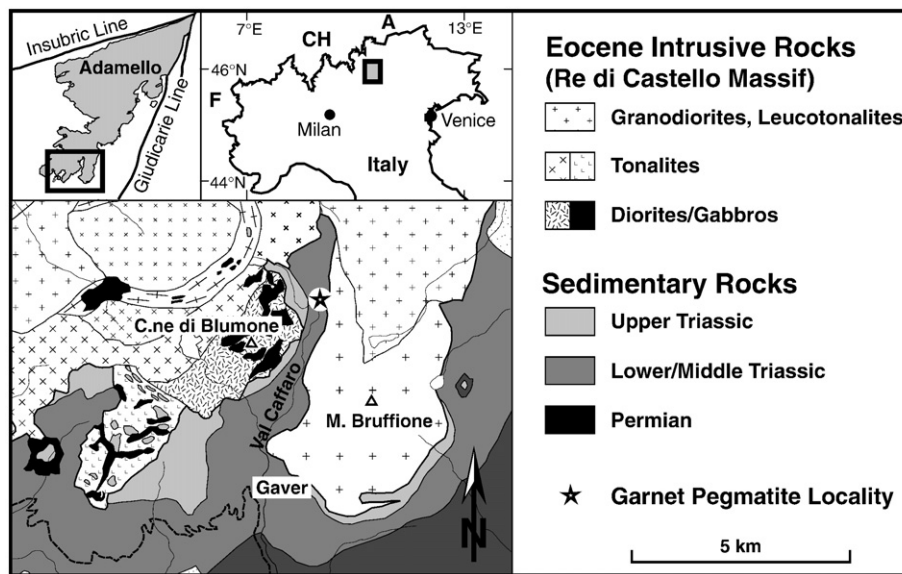 Insubric Line
Adamello
Giudicarie Line
7°E
A
13°E
CH
46°N
F
Milan
Venice
Italy
44°N
C.ne di Blumone
Val Caffaro
M. Bruffione
Gaver
N
Eocene Intrusive Rocks
(Re di Castello Massif)
Granodiorites, Leucotonalites
Tonalites
Diorites/Gabbros
Sedimentary Rocks
Upper Triassic
Lower/Middle Triassic
Permian
Garnet Pegmatite Locality
5 km